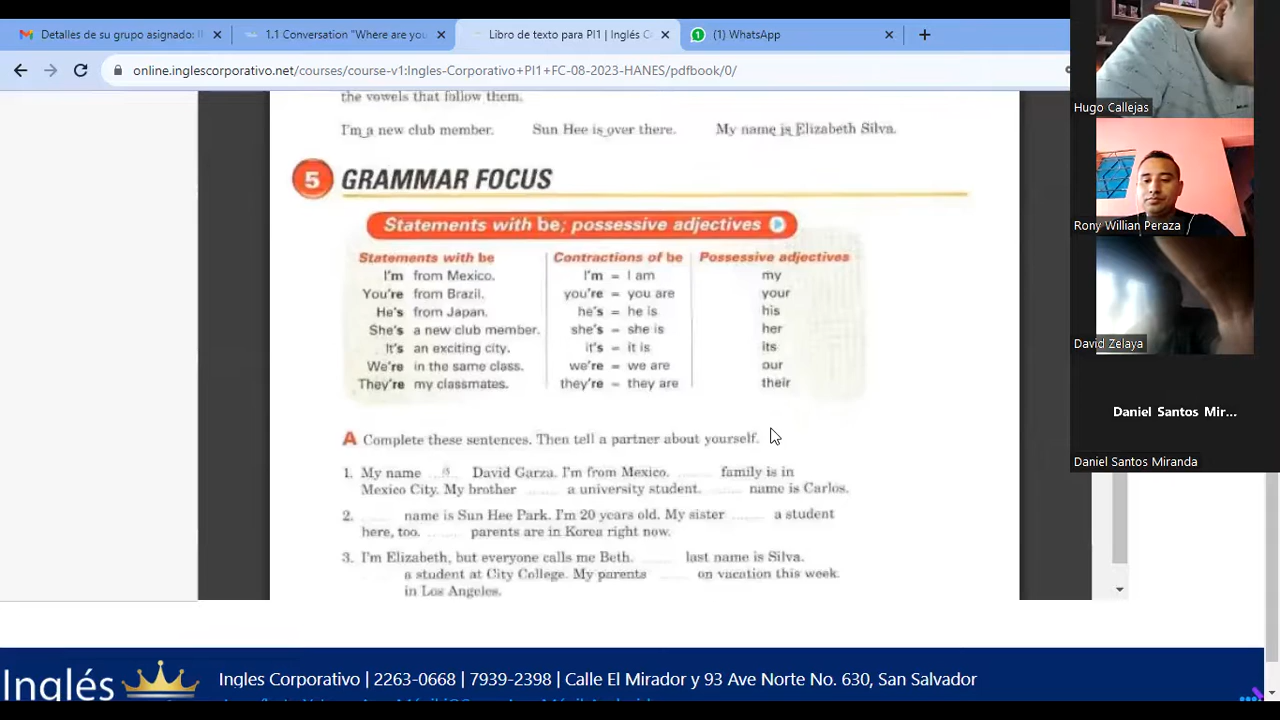 Detalles de su grupo asignado: I
1.1 Conversation "Where are you
Libro de texto para PI1 | Inglés C
(1) WhatsApp
online.inglescorporativo.net/courses/course-v1:Ingles-Corporativo+PI1+FC-08-2023-HANES/pdfbook/0/
the vowels that follow them.
I'm a new club member. Sun Hee is over there. My name is Elizabeth Silva.
5 GRAMMAR FOCUS
Statements with be; possessive adjectives
Statements with be Contractions of be Possessive adjectives
I'm from Mexico. I'm = I am my
You're from Brazil. you're = you are your
He's from Japan. he's = he is his
She's a new club member. she's = she is her
It's an exciting city. it's = it is its
We're in the same class. we're = we are our
They're my classmates. they're = they are their
A Complete these sentences. Then tell a partner about yourself.
1. My name is David Garza. I'm from Mexico. family is in
Mexico City. My brother a university student. name is Carlos.
2. name is Sun Hee Park. I'm 20 years old. My sister a student
here, too. parents are in Korea right now.
3. I'm Elizabeth, but everyone calls me Beth. last name is Silva.
a student at City College. My parents on vacation this week.
in Los Angeles.
Hugo Callejas
Rony Willian Peraza
David Zelaya
Daniel Santos Mir...
Daniel Santos Miranda
Inglés Ingles Corporativo | 2263-0668 | 7939-2398 | Calle El Mirador y 93 Ave Norte No. 630, San Salvador